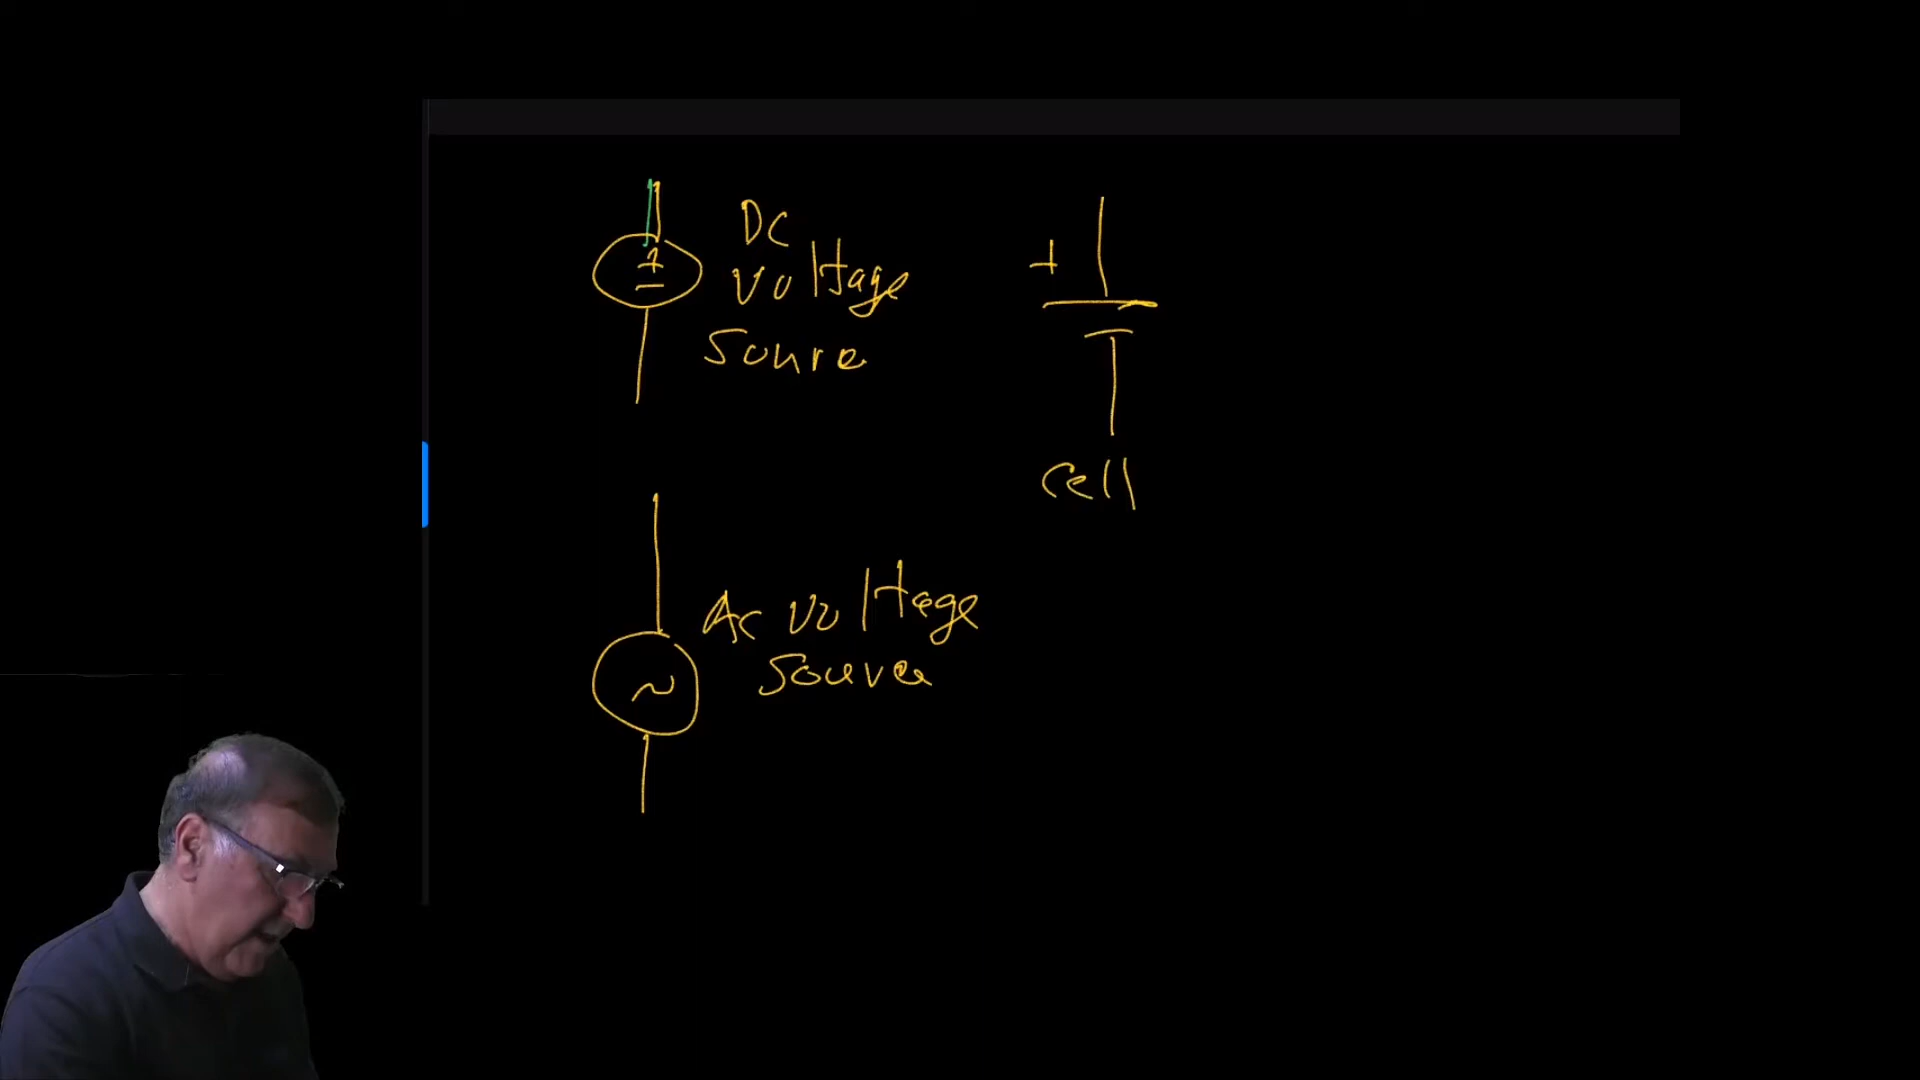 DC
Voltage
Soure
+
-
+
Cell
Ac Voltage
Source
~